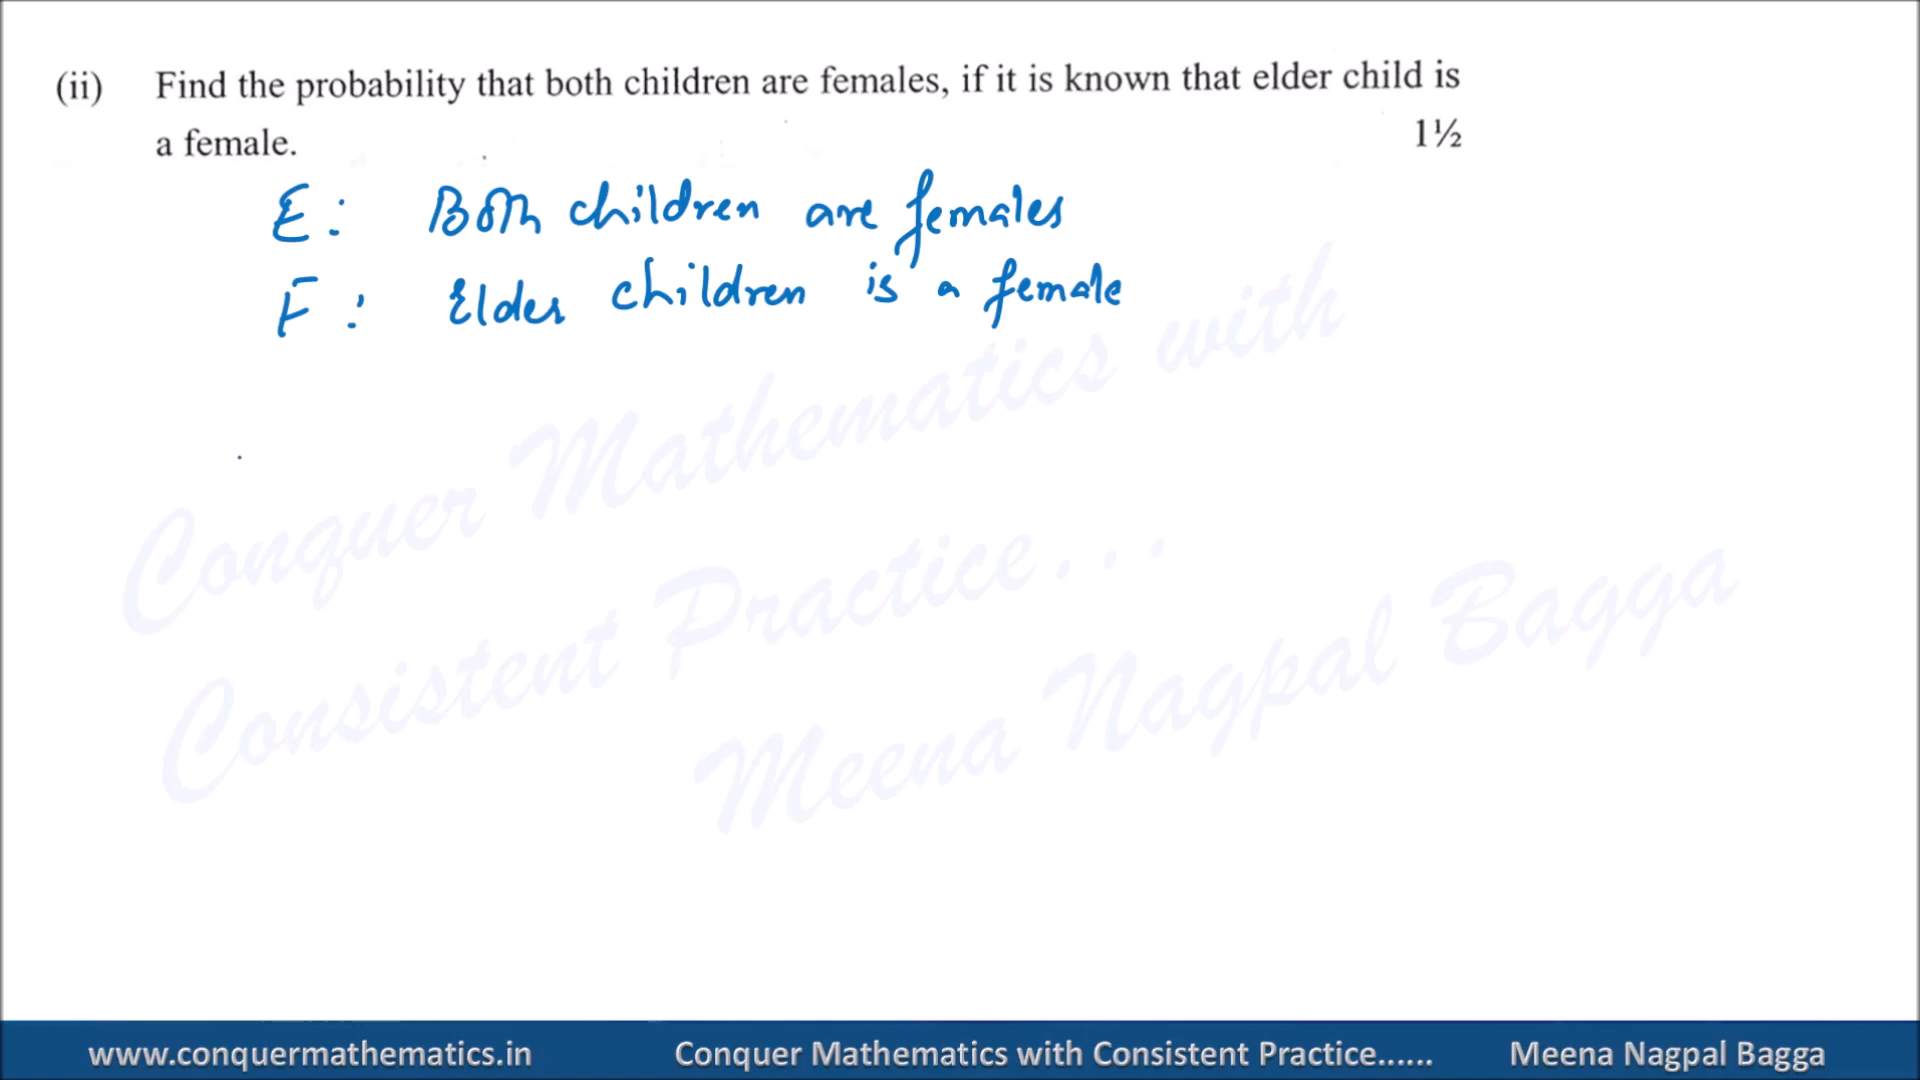 (ii) Find the probability that both children are females, if it is known that elder child is
a female. 1½
E : Both children are females
F : Elder children is a female
Conquer Mathematics with
Consistent Practice...
Meena Nagpal Bagga
www.conquermathematics.in Conquer Mathematics with Consistent Practice...... Meena Nagpal Bagga